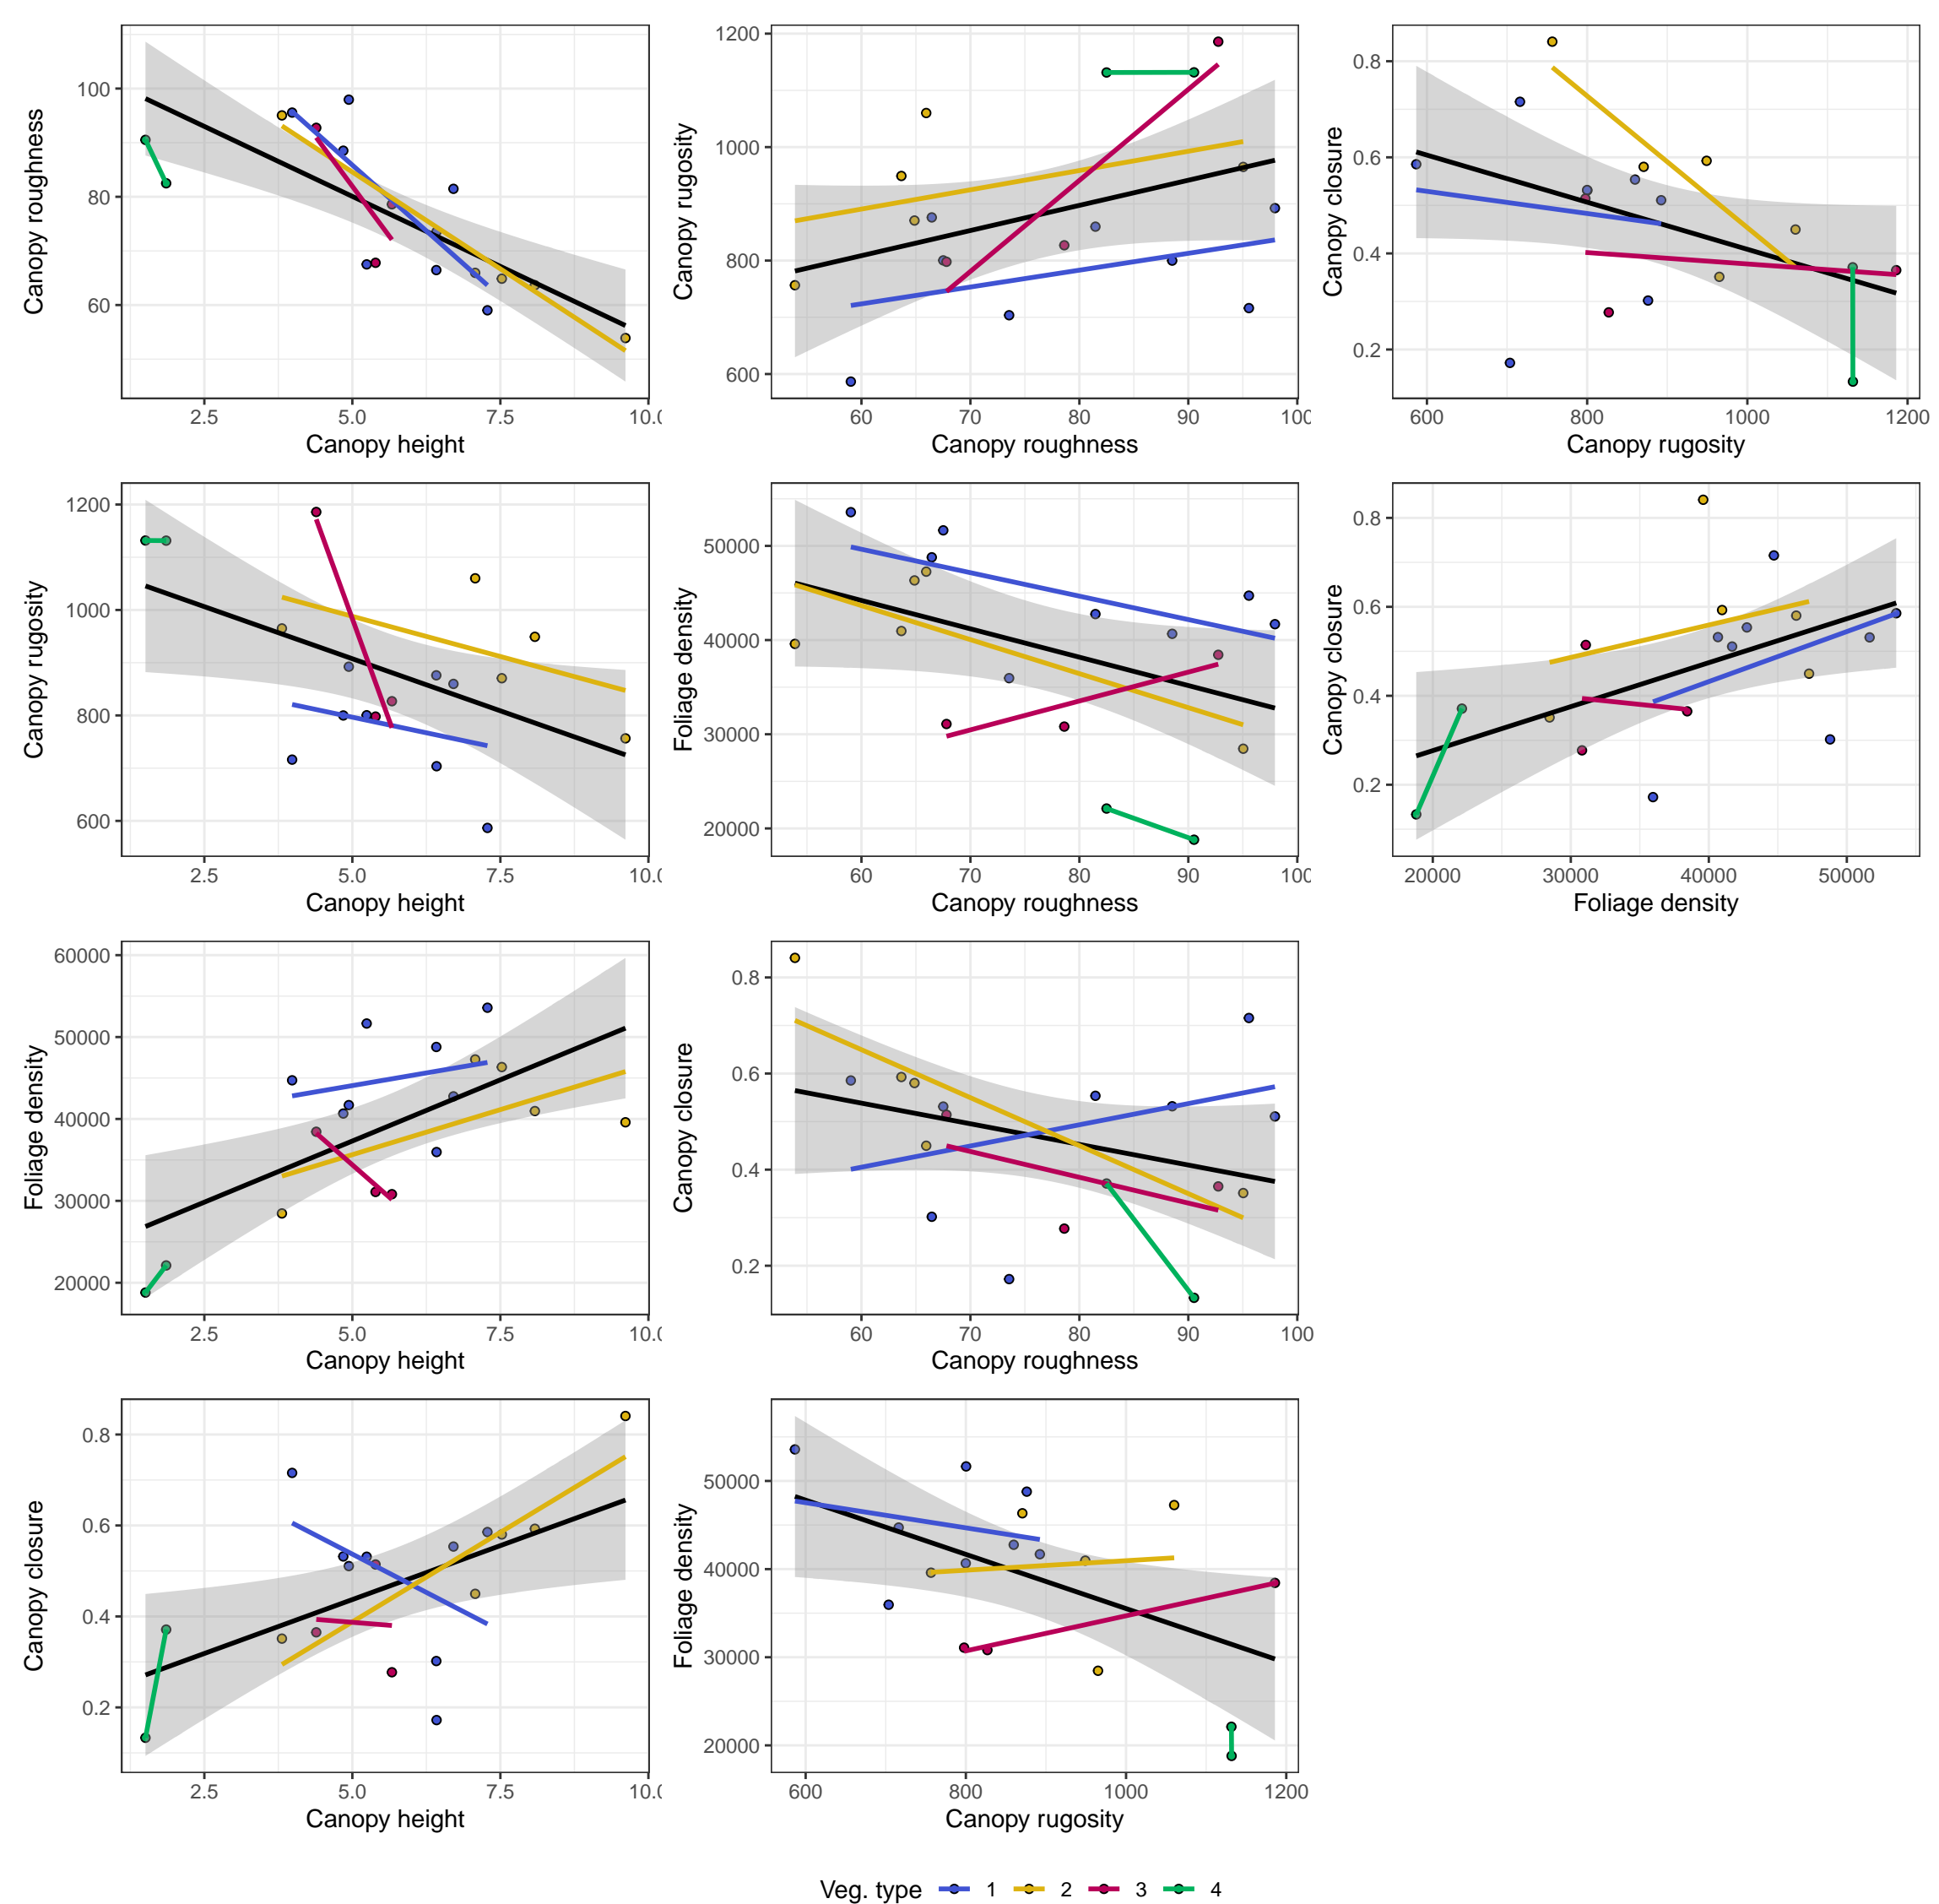 100
80
60
Canopy roughness
2.5 5.0 7.5 10.0
Canopy height
1200
1000
800
600
Canopy rugosity
60 70 80 90 100
Canopy roughness
0.8
0.6
0.4
0.2
Canopy closure
600 800 1000 1200
Canopy rugosity
1200
1000
800
600
Canopy rugosity
2.5 5.0 7.5 10.0
Canopy height
50000
40000
30000
20000
Foliage density
60 70 80 90 100
Canopy roughness
0.8
0.6
0.4
0.2
Canopy closure
20000 30000 40000 50000
Foliage density
60000
50000
40000
30000
20000
Foliage density
2.5 5.0 7.5 10.0
Canopy height
0.8
0.6
0.4
0.2
Canopy closure
60 70 80 90 100
Canopy roughness
0.8
0.6
0.4
0.2
Canopy closure
2.5 5.0 7.5 10.0
Canopy height
50000
40000
30000
20000
Foliage density
600 800 1000 1200
Canopy rugosity
Veg. type 1 2 3 4